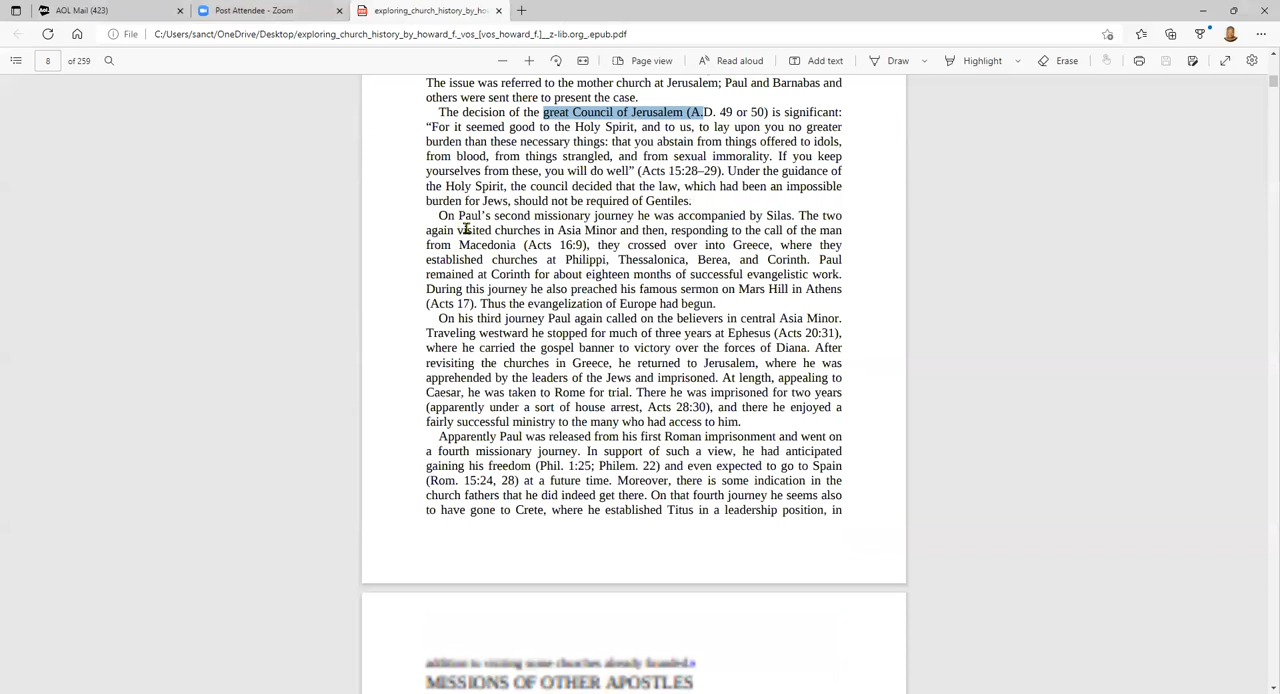 AOL Mail (423)
Post Attendee - Zoom
exploring_church_history_by_ho
File
C:/Users/sanct/OneDrive/Desktop/exploring_church_history_by_howard_f._vos_[vos_howard_f.]__z-lib.org_.epub.pdf
8 of 259
Page view
Read aloud
Add text
Draw
Highlight
Erase
The issue was referred to the mother church at Jerusalem; Paul and Barnabas and
others were sent there to present the case.
The decision of the great Council of Jerusalem (A.D. 49 or 50) is significant:
“For it seemed good to the Holy Spirit, and to us, to lay upon you no greater
burden than these necessary things: that you abstain from things offered to idols,
from blood, from things strangled, and from sexual immorality. If you keep
yourselves from these, you will do well” (Acts 15:28–29). Under the guidance of
the Holy Spirit, the council decided that the law, which had been an impossible
burden for Jews, should not be required of Gentiles.
On Paul’s second missionary journey he was accompanied by Silas. The two
again visited churches in Asia Minor and then, responding to the call of the man
from Macedonia (Acts 16:9), they crossed over into Greece, where they
established churches at Philippi, Thessalonica, Berea, and Corinth. Paul
remained at Corinth for about eighteen months of successful evangelistic work.
During this journey he also preached his famous sermon on Mars Hill in Athens
(Acts 17). Thus the evangelization of Europe had begun.
On his third journey Paul again called on the believers in central Asia Minor.
Traveling westward he stopped for much of three years at Ephesus (Acts 20:31),
where he carried the gospel banner to victory over the forces of Diana. After
revisiting the churches in Greece, he returned to Jerusalem, where he was
apprehended by the leaders of the Jews and imprisoned. At length, appealing to
Caesar, he was taken to Rome for trial. There he was imprisoned for two years
(apparently under a sort of house arrest, Acts 28:30), and there he enjoyed a
fairly successful ministry to the many who had access to him.
Apparently Paul was released from his first Roman imprisonment and went on
a fourth missionary journey. In support of such a view, he had anticipated
gaining his freedom (Phil. 1:25; Philem. 22) and even expected to go to Spain
(Rom. 15:24, 28) at a future time. Moreover, there is some indication in the
church fathers that he did indeed get there. On that fourth journey he seems also
to have gone to Crete, where he established Titus in a leadership position, in
addition to visiting some churches already founded.
MISSIONS OF OTHER APOSTLES